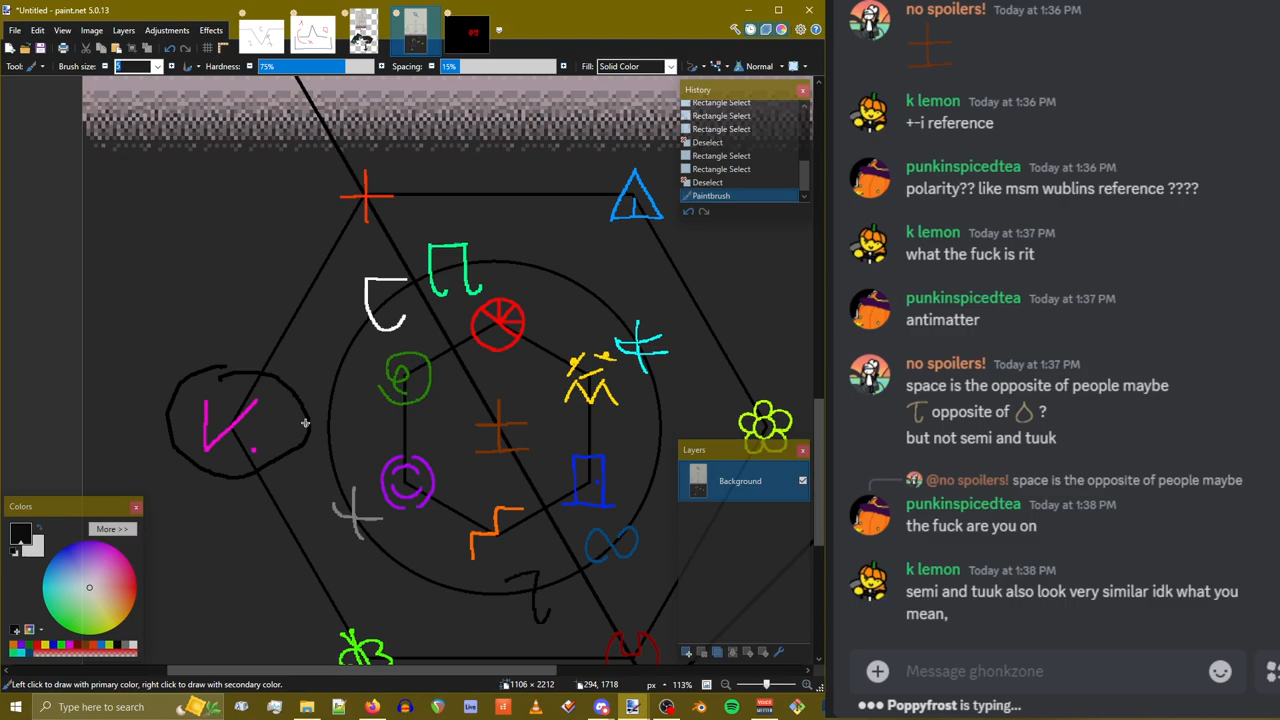 *Untitled - paint.net 5.0.13
File Edit View Image Layers Adjustments Effects
Tool: Brush size: 5 Hardness: 75% Spacing: 15% Fill: Solid Color Normal
History
Rectangle Select
Rectangle Select
Rectangle Select
Deselect
Rectangle Select
Rectangle Select
Deselect
Paintbrush
Layers
Background
Colors
More >>
Left click to draw with primary color, right click to draw with secondary color.
1106 × 2212
294, 1718
px
113%
Type here to search
no spoilers! Today at 1:36 PM
k lemon Today at 1:36 PM
+-i reference
punkinspicedtea Today at 1:36 PM
polarity?? like msm wublins reference ????
k lemon Today at 1:37 PM
what the fuck is rit
punkinspicedtea Today at 1:37 PM
antimatter
no spoilers! Today at 1:37 PM
space is the opposite of people maybe
opposite of ?
but not semi and tuuk
@no spoilers! space is the opposite of people maybe
punkinspicedtea Today at 1:38 PM
the fuck are you on
k lemon Today at 1:38 PM
semi and tuuk also look very similar idk what you
mean,
Message ghonkzone
Poppyfrost is typing...